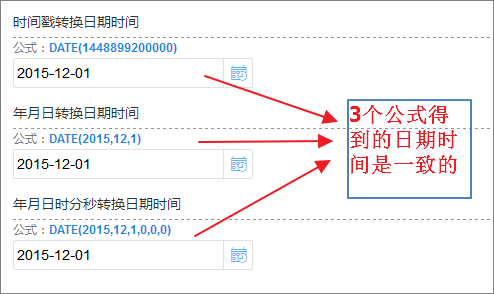 时间戳转换日期时间
公式：DATE(1448899200000)
2015-12-01
年月日转换日期时间
公式：DATE(2015,12,1)
2015-12-01
年月日时分秒转换日期时间
公式：DATE(2015,12,1,0,0,0)
2015-12-01
3个公式得
到的日期时
间是一致的